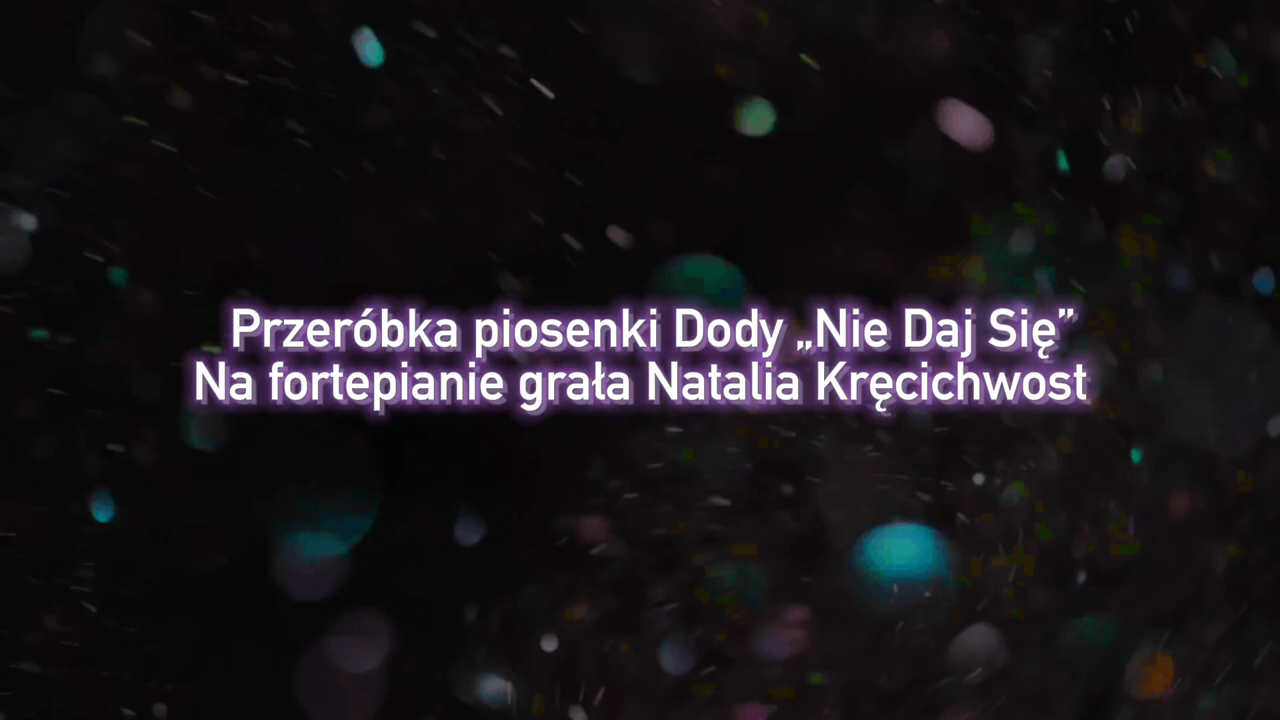 Przeróbka piosenki Dody „Nie Daj Się”
Na fortepianie grała Natalia Kręcichwost